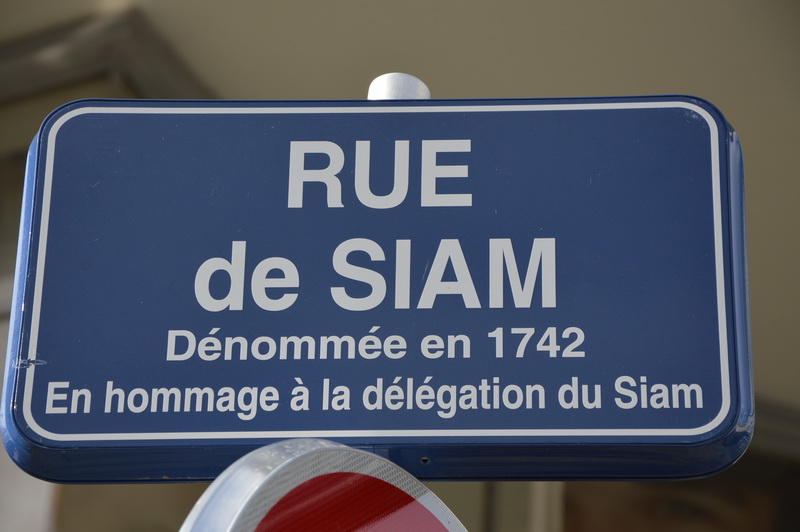 RUE
de SIAM
Dénommée en 1742
En hommage à la délégation du Siam